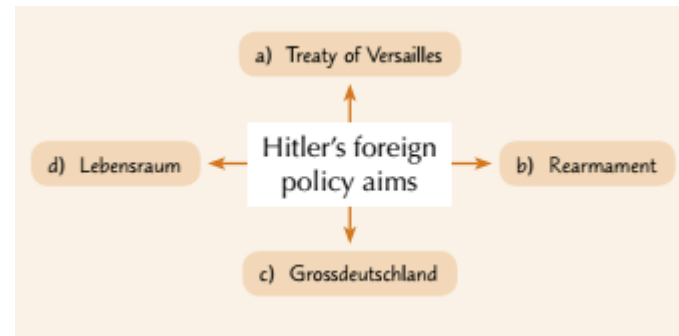 a) Treaty of Versailles
Hitler's foreign
policy aims
d) Lebensraum
b) Rearmament
c) Grossdeutschland